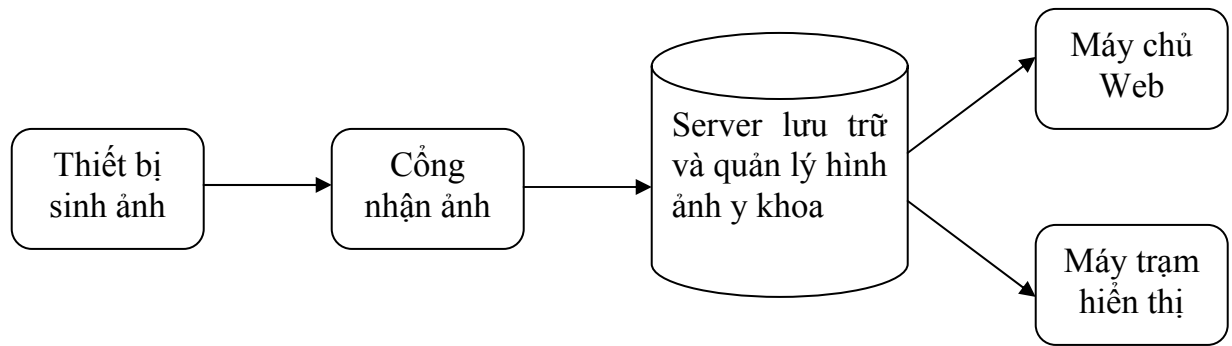 Thiết bị
sinh ảnh
Cổng
nhận ảnh
Server lưu trữ
và quản lý hình
ảnh y khoa
Máy chủ
Web
Máy trạm
hiển thị